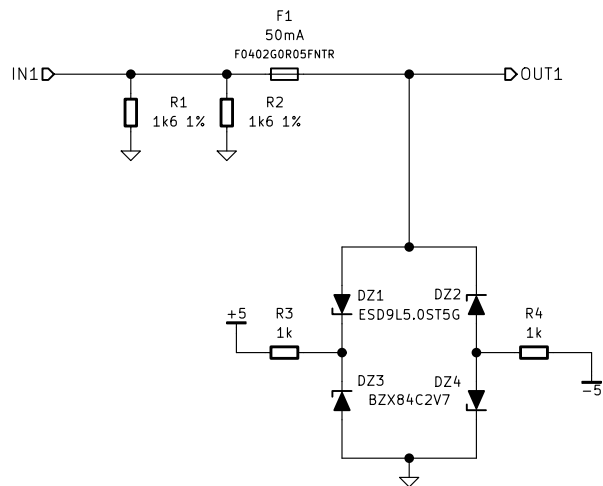 F1
50mA
F0402G0R05FNTR
IN1
OUT1
R1
1k6 1%
R2
1k6 1%
DZ1
DZ2
ESD9L5.0ST5G
+5
R3
1k
R4
1k
-5
DZ3
DZ4
BZX84C2V7